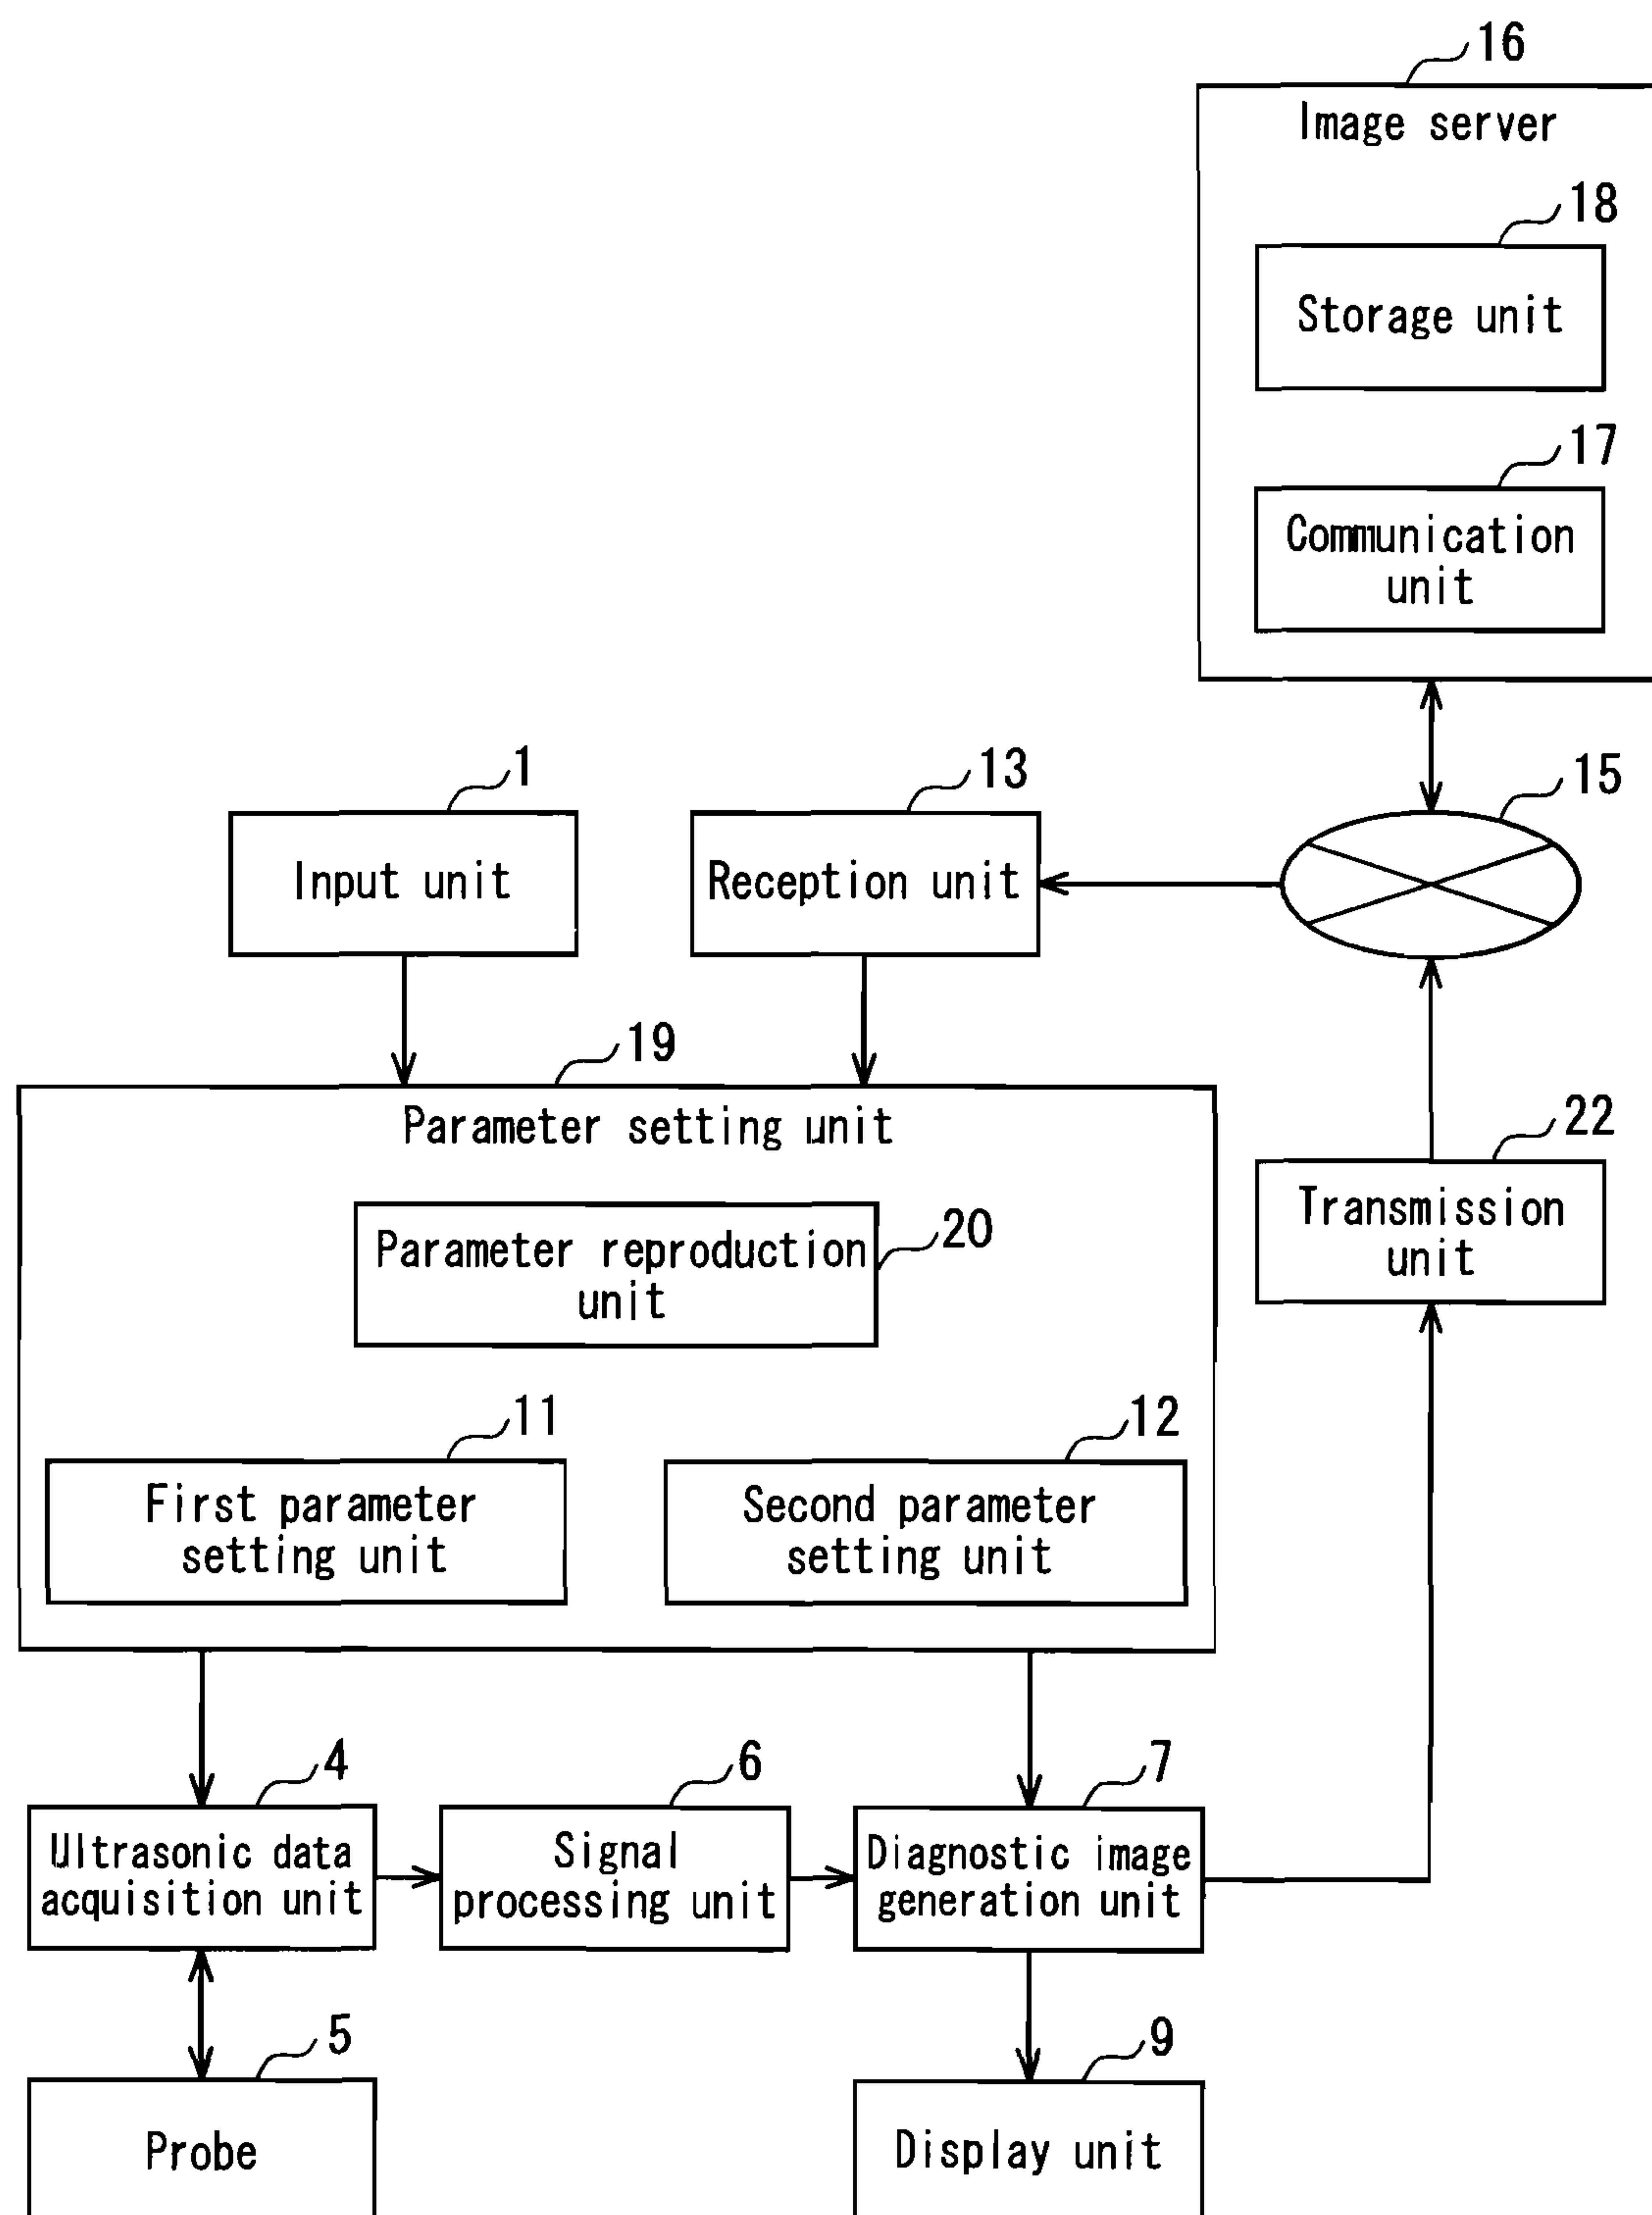 16
Image server
18
Storage unit
17
Communication
unit
1
13
15
Input unit
Reception unit
19
Parameter setting unit
22
Transmission
unit
20
Parameter reproduction
unit
11
12
First parameter
setting unit
Second parameter
setting unit
4
6
7
Ultrasonic data
acquisition unit
Signal
processing unit
Diagnostic image
generation unit
5
9
Probe
Display unit